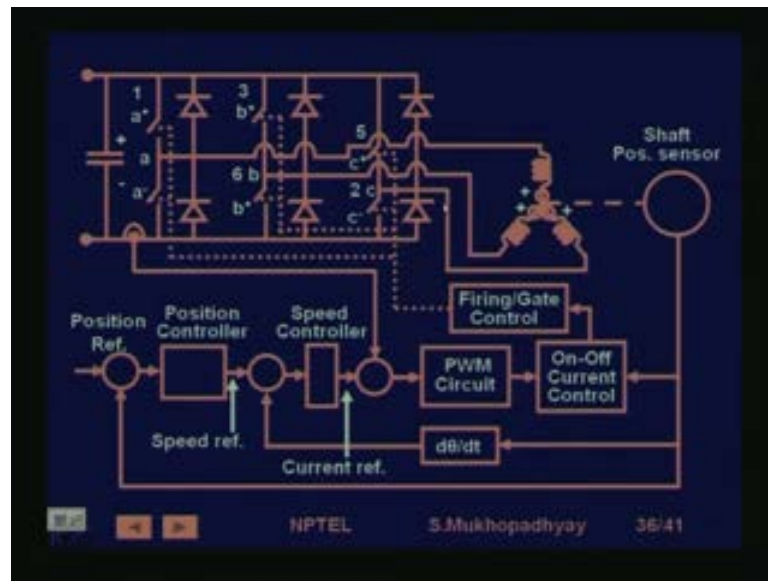 1
a+
3
b+
5
c+
+
-
a
a-
6 b
b+
2 c
c-
+
+
+
Shaft
Pos. sensor
Firing/Gate
Control
Position
Ref.
Position
Controller
Speed
Controller
PWM
Circuit
On-Off
Current
Control
Speed ref.
Current ref.
dθ/dt
NPTEL
S.Mukhopadhyay
36/41